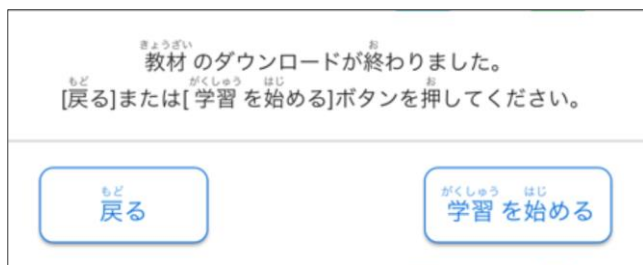 教材のダウンロードが終わりました。
[戻る]または[学習を始める]ボタンを押してください。
戻る
学習を始める